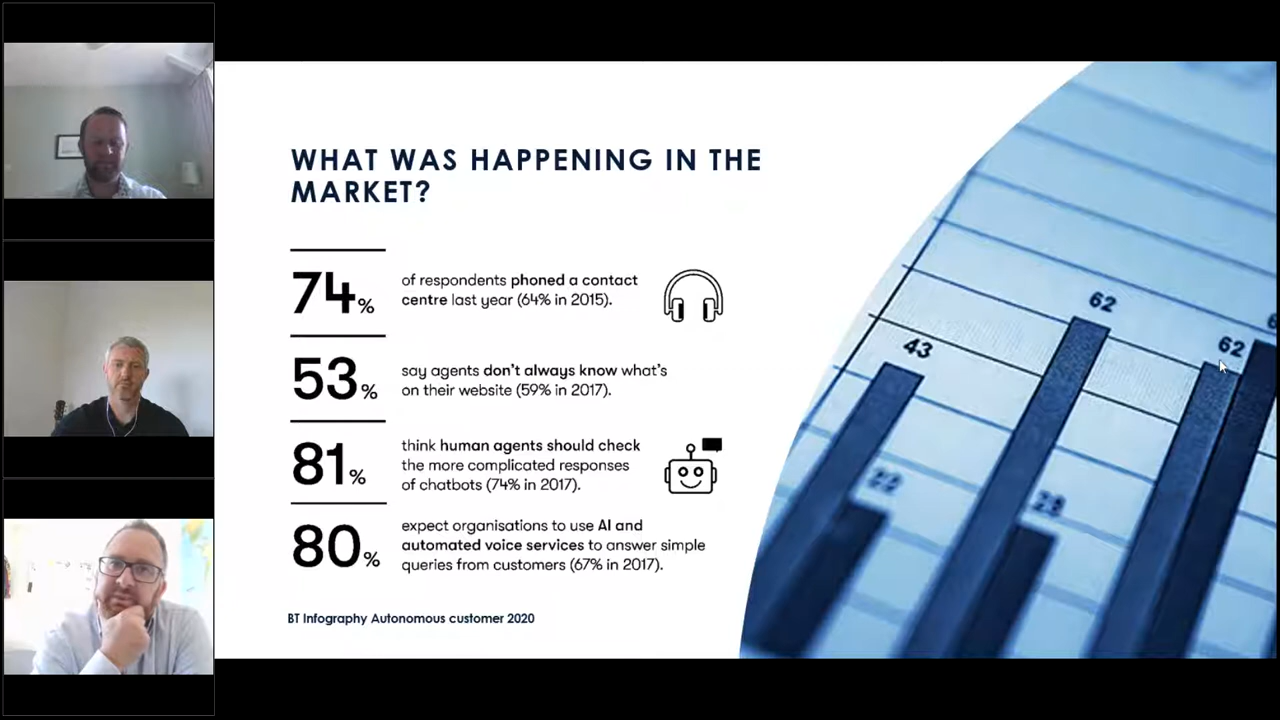 WHAT WAS HAPPENING IN THE
MARKET?
74%
of respondents phoned a contact
centre last year (64% in 2015).
53%
say agents don't always know what's
on their website (59% in 2017).
81%
think human agents should check
the more complicated responses
of chatbots (74% in 2017).
80%
expect organisations to use AI and
automated voice services to answer simple
queries from customers (67% in 2017).
BT Infography Autonomous customer 2020
43
62
62